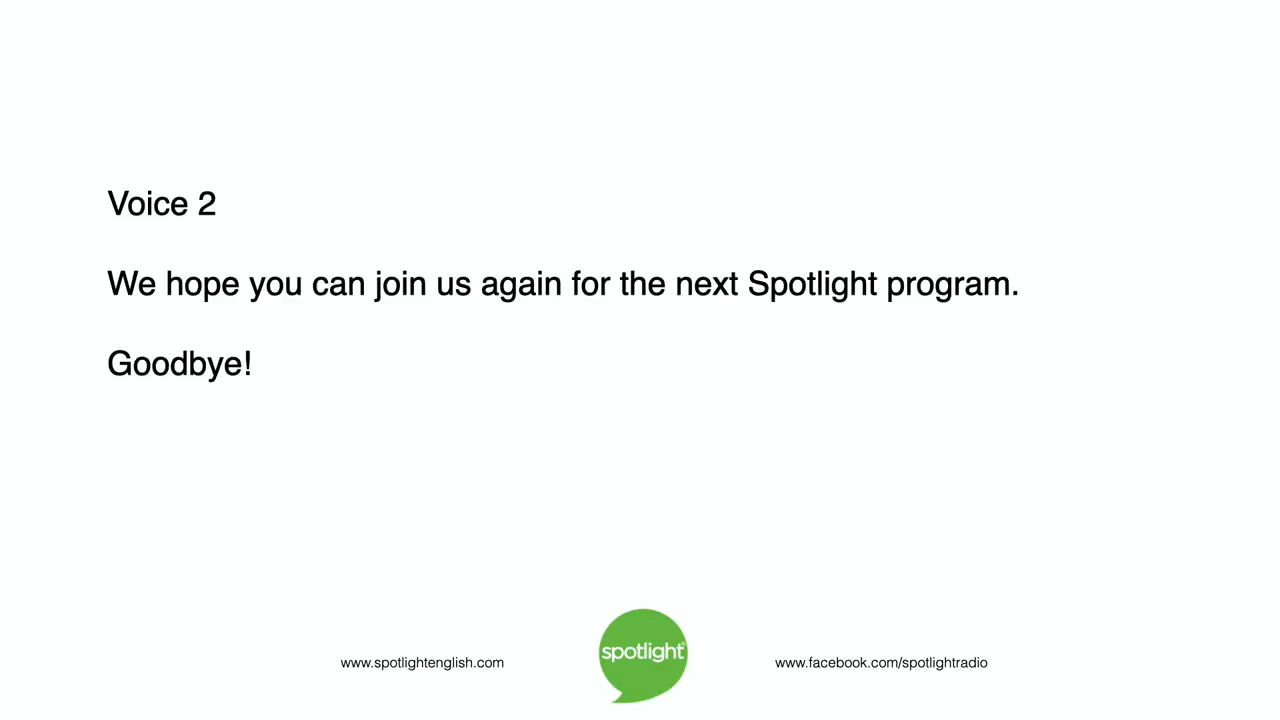 Voice 2
We hope you can join us again for the next Spotlight program.
Goodbye!
www.spotlightenglish.com
spotlight
www.facebook.com/spotlightradio